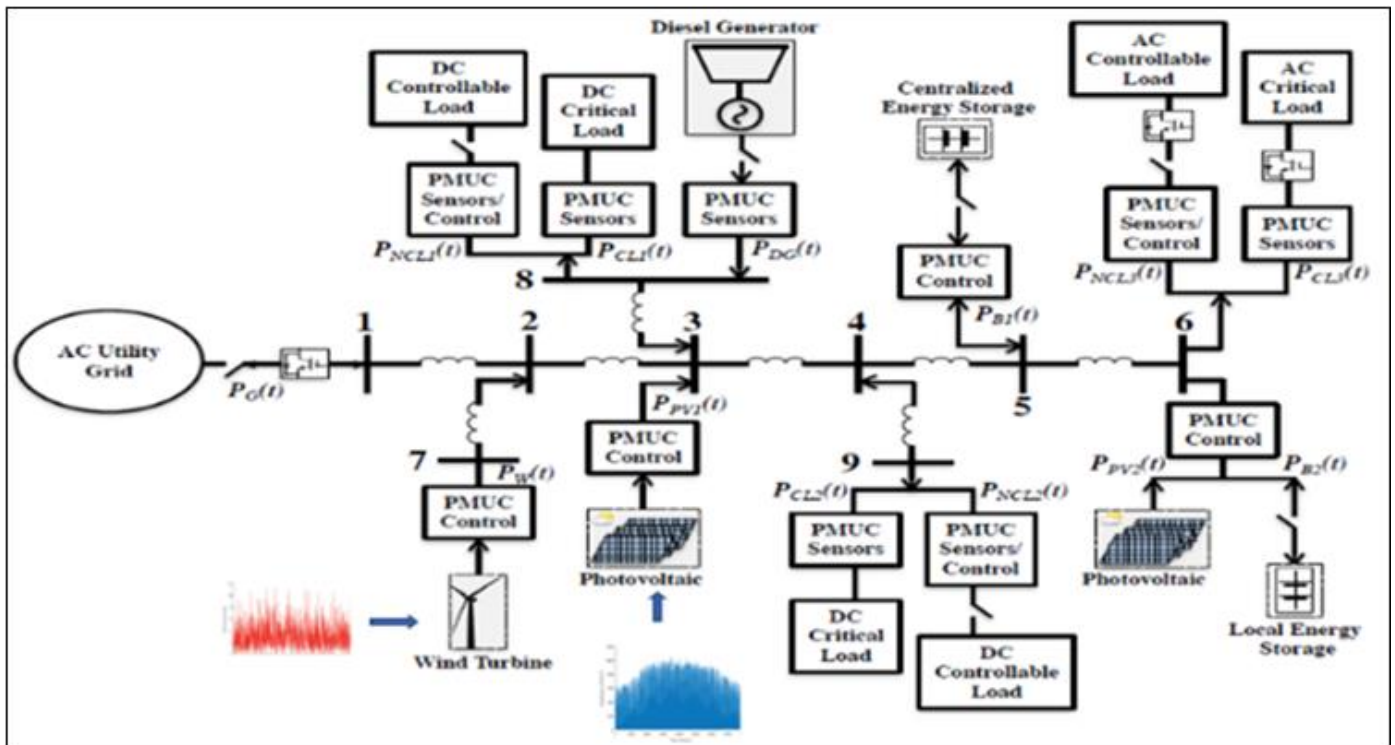 Diesel Generator
DC
Controllable
Load
DC
Critical
Load
PMUC
Sensors/
Control
PMUC
Sensors
PMUC
Sensors
P_NCL1(t)
P_CL1(t)
P_DG(t)
8
Centralized
Energy Storage
PMUC
Control
P_B1(t)
AC
Controllable
Load
AC
Critical
Load
PMUC
Sensors/
Control
PMUC
Sensors
P_NCL3(t)
P_CL3(t)
AC Utility
Grid
P_G(t)
1
2
3
4
5
6
7
P_W(t)
PMUC
Control
Wind Turbine
P_PV1(t)
PMUC
Control
Photovoltaic
9
P_CL2(t)
P_NCL2(t)
PMUC
Sensors
PMUC
Sensors/
Control
DC
Critical
Load
DC
Controllable
Load
PMUC
Control
P_PV2(t)
P_B2(t)
Photovoltaic
Local Energy
Storage